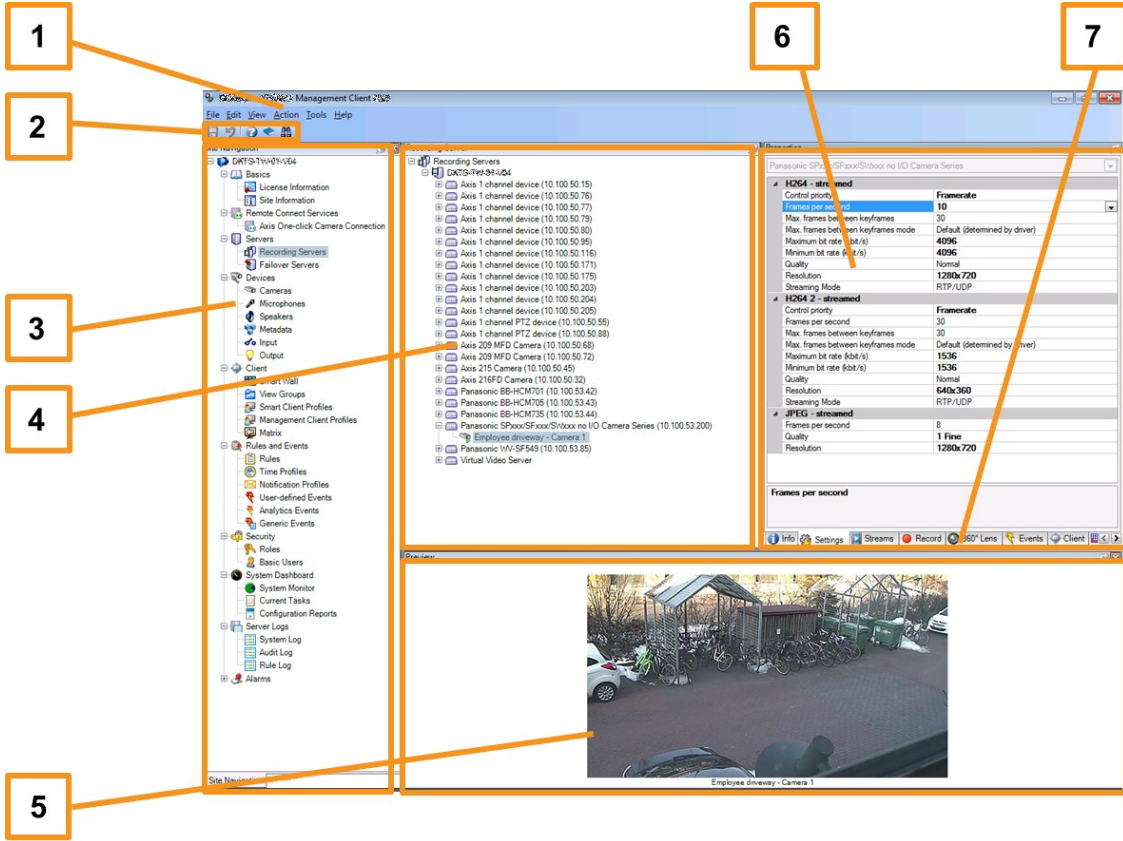 1
6
7
2
3
4
5
Management Client
File Edit View Action Tools Help
Site Navigation
Basics
License Information
Site Information
Remote Connect Services
Axis One-click Camera Connection
Servers
Recording Servers
Failover Servers
Devices
Cameras
Microphones
Speakers
Metadata
Input
Output
Client
Smart Wall
View Groups
Smart Client Profiles
Management Client Profiles
Matrix
Rules and Events
Rules
Time Profiles
Notification Profiles
User-defined Events
Analytics Events
Generic Events
Security
Roles
Basic Users
System Dashboard
System Monitor
Current Tasks
Configuration Reports
Server Logs
System Log
Audit Log
Rule Log
Alarms
Site Navigation
Recording Servers
Axis 1 channel device (10.100.50.15)
Axis 1 channel device (10.100.50.76)
Axis 1 channel device (10.100.50.77)
Axis 1 channel device (10.100.50.79)
Axis 1 channel device (10.100.50.80)
Axis 1 channel device (10.100.50.95)
Axis 1 channel device (10.100.50.116)
Axis 1 channel device (10.100.50.171)
Axis 1 channel device (10.100.50.175)
Axis 1 channel device (10.100.50.203)
Axis 1 channel device (10.100.50.204)
Axis 1 channel device (10.100.50.205)
Axis 1 channel PTZ device (10.100.50.55)
Axis 1 channel PTZ device (10.100.50.88)
Axis 209 MFD Camera (10.100.50.68)
Axis 209 MFD Camera (10.100.50.72)
Axis 215 Camera (10.100.50.45)
Axis 216FD Camera (10.100.50.32)
Panasonic BB-HCM701 (10.100.53.42)
Panasonic BB-HCM705 (10.100.53.43)
Panasonic BB-HCM735 (10.100.53.44)
Panasonic SPxxx/SFxxx/SWxxx no I/O Camera Series (10.100.53.200)
Employee driveway - Camera 1
Panasonic WV-SF549 (10.100.53.85)
Virtual Video Server
Properties
Panasonic SPxxx/SFxxx/SWxxx no I/O Camera Series
H264 - streamed
Control priority Framerate
Frames per second 10
Max. frames between keyframes 30
Max. frames between keyframes mode Default (determined by driver)
Maximum bit rate (kbit/s) 4096
Minimum bit rate (kbit/s) 4096
Quality Normal
Resolution 1280x720
Streaming Mode RTP/UDP
H264 2 - streamed
Control priority Framerate
Frames per second 30
Max. frames between keyframes 30
Max. frames between keyframes mode Default (determined by driver)
Maximum bit rate (kbit/s) 1536
Minimum bit rate (kbit/s) 1536
Quality Normal
Resolution 640x360
Streaming Mode RTP/UDP
JPEG - streamed
Frames per second 8
Quality 1 Fine
Resolution 1280x720
Frames per second
Info Settings Streams Record 360° Lens Events Client
Preview
Employee driveway - Camera 1